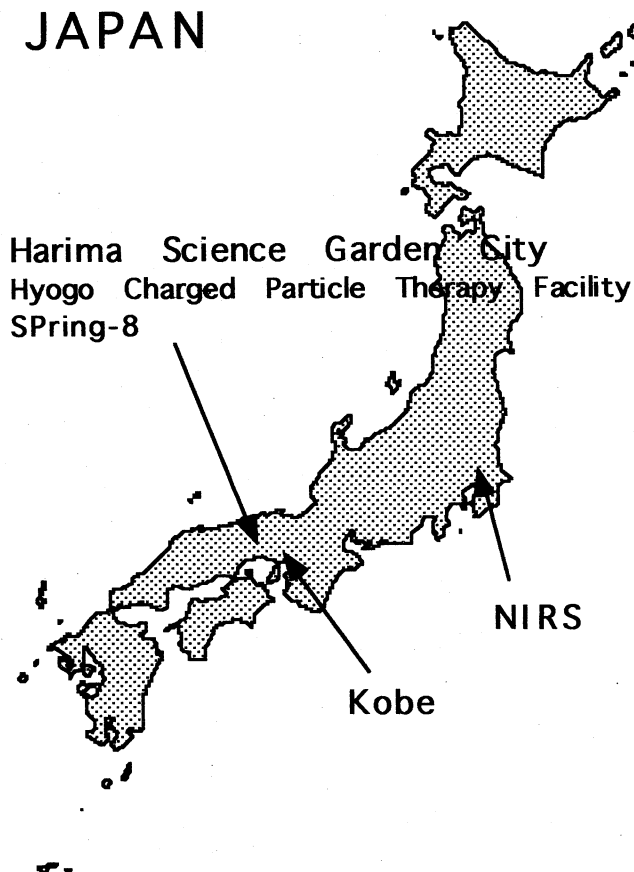 JAPAN
Harima Science Garden City
Hyogo Charged Particle Therapy Facility
SPring-8
NIRS
Kobe